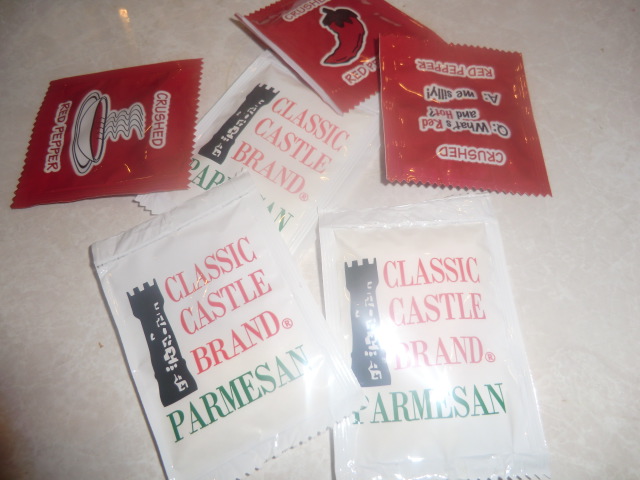 CRUSHED
RED PEPPER
CRUSHED
RED PEPPER
CRUSHED
Q: What's Red
and Hot?
A: me silly!
RED PEPPER
CLASSIC
CASTLE
BRAND®
PARMESAN
CLASSIC
CASTLE
BRAND®
PARMESAN
CLASSIC
CASTLE
BRAND®
PARMESAN